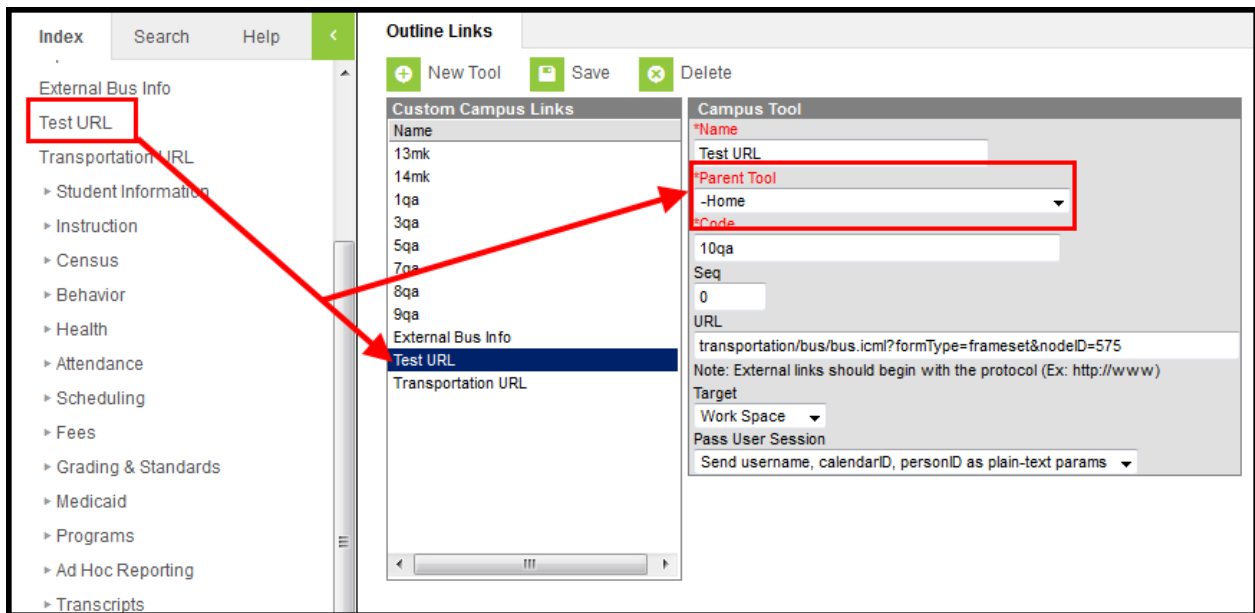 Index Search Help
External Bus Info
Test URL
Transportation URL
Student Information
Instruction
Census
Behavior
Health
Attendance
Scheduling
Fees
Grading & Standards
Medicaid
Programs
Ad Hoc Reporting
Transcripts
Outline Links
New Tool Save Delete
Custom Campus Links
Name
13mk
14mk
1qa
3qa
5qa
7qa
8qa
9qa
External Bus Info
Test URL
Transportation URL
Campus Tool
*Name
Test URL
*Parent Tool
-Home
*Code
10qa
Seq
0
URL
transportation/bus/bus.icml?formType=frameset&nodeID=575
Note: External links should begin with the protocol (Ex: http://www)
Target
Work Space
Pass User Session
Send username, calendarID, personID as plain-text params